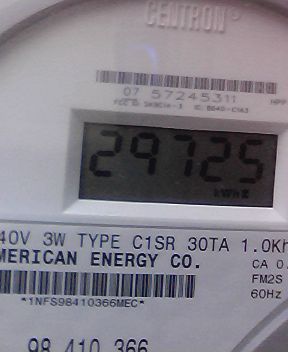 CENTRON®
07 57245311
HPP
29725
kWh
40V 3W TYPE C1SR 30TA 1.0Kh
MERICAN ENERGY CO.
CA 0.
FM2S
*1NFS98410366MEC*
60Hz
98 410 366